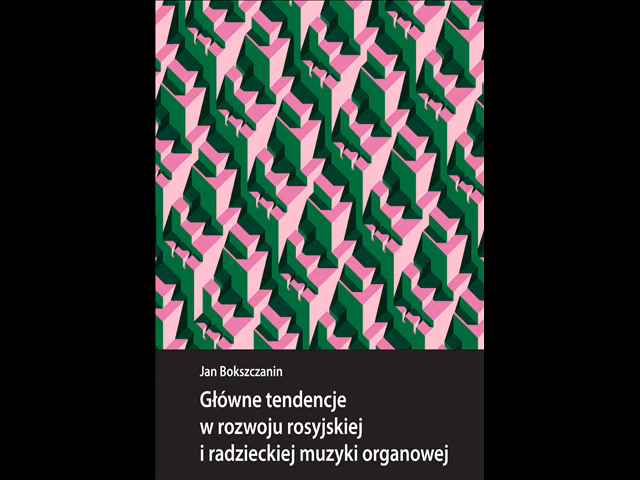 Jan Bokszczanin
Główne tendencje
w rozwoju rosyjskiej
i radzieckiej muzyki organowej